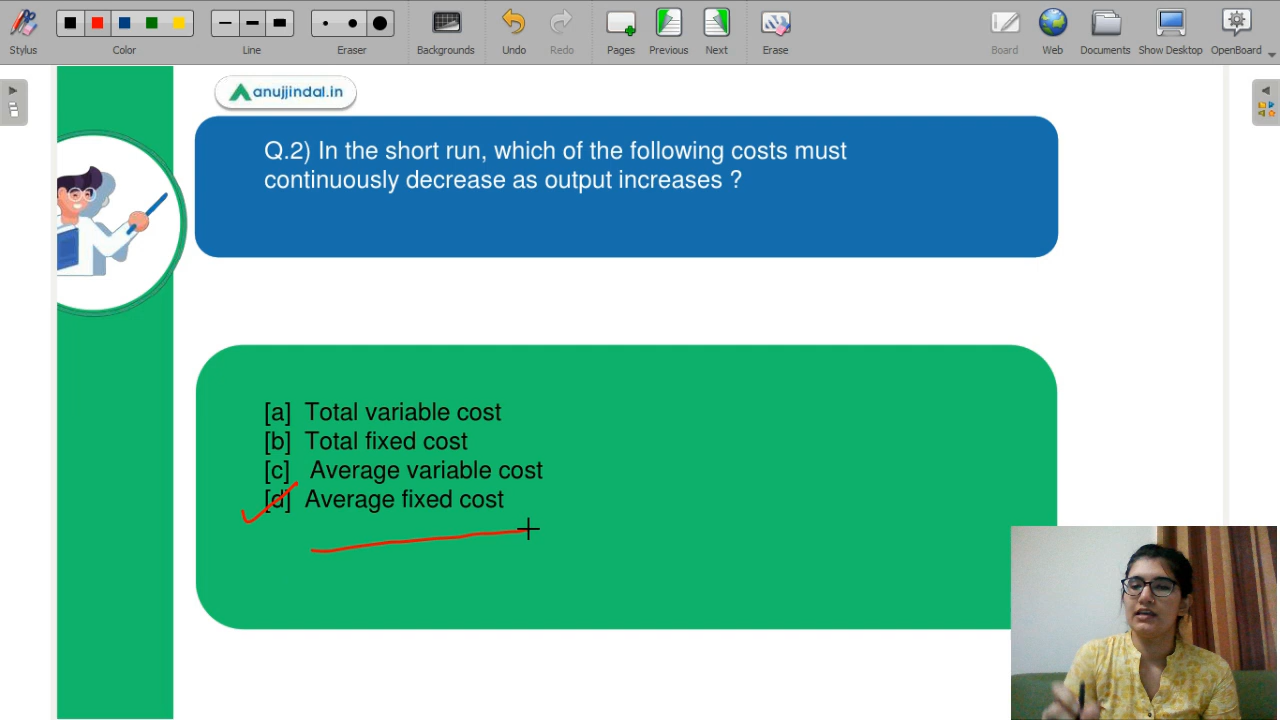 Stylus
Color
Line
Eraser
Backgrounds
Undo
Redo
Pages
Previous
Next
Erase
Board
Web
Documents
Show Desktop
OpenBoard
anujjindal.in
Q.2) In the short run, which of the following costs must
continuously decrease as output increases ?
[a] Total variable cost
[b] Total fixed cost
[c] Average variable cost
[d] Average fixed cost